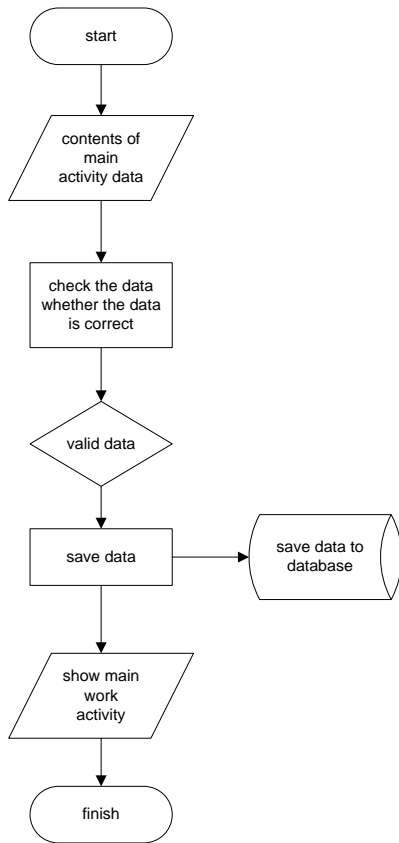 start
contents of
main
activity data
check the data
whether the data
is correct
valid data
save data
save data to
database
show main
work
activity
finish